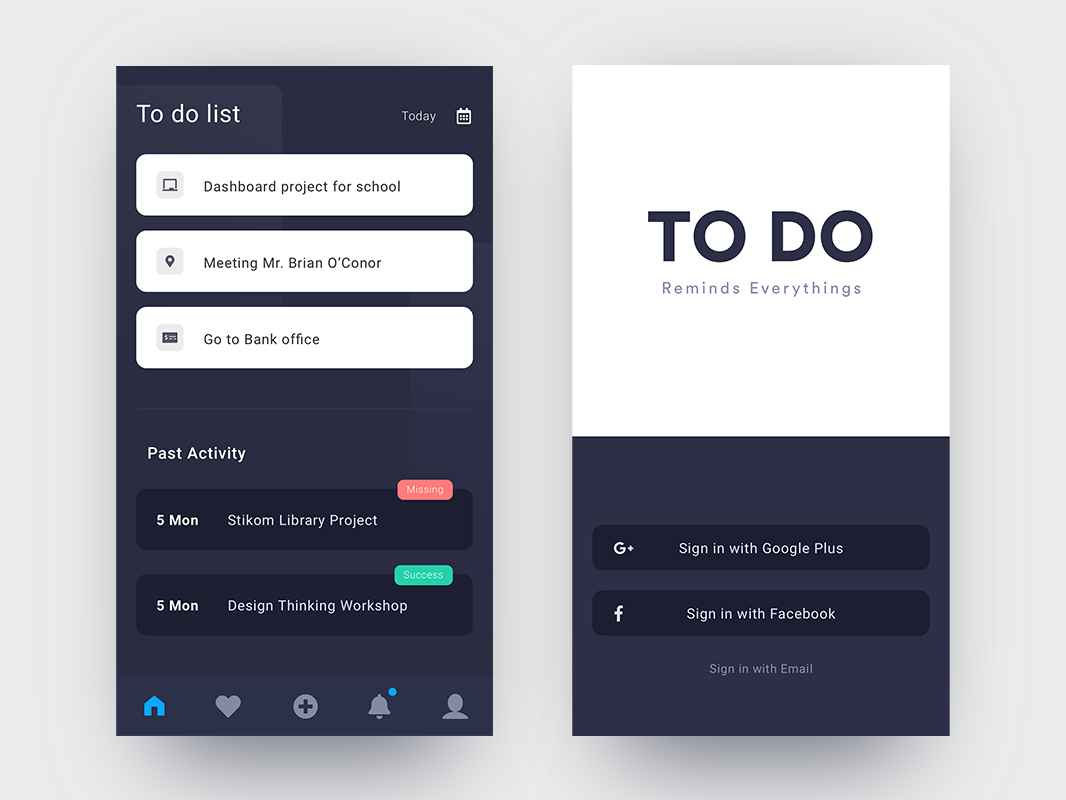 To do list
Today
Dashboard project for school
Meeting Mr. Brian O’Conor
Go to Bank office
Past Activity
Missing
5 Mon Stikom Library Project
Success
5 Mon Design Thinking Workshop
TO DO
Reminds Everythings
G+ Sign in with Google Plus
f Sign in with Facebook
Sign in with Email